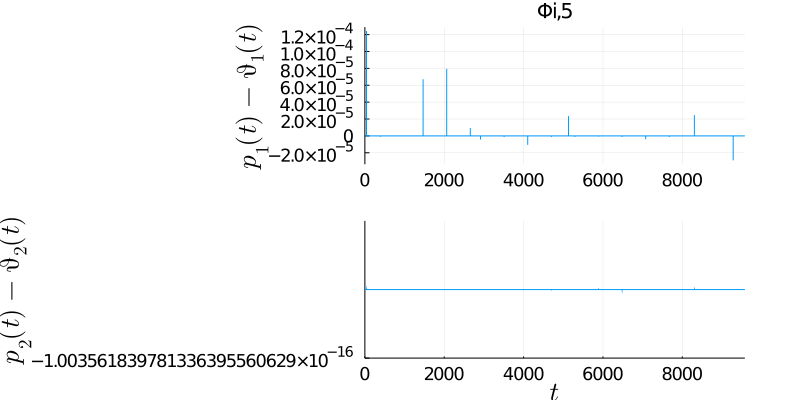 Φi,5
p₁(t) − ϑ₁(t)
1.2×10⁻⁴
1.0×10⁻⁴
8.0×10⁻⁵
6.0×10⁻⁵
4.0×10⁻⁵
2.0×10⁻⁵
0
−2.0×10⁻⁵
0 2000 4000 6000 8000
p₂(t) − ϑ₂(t)
−1.0035618397813363955606​29×10⁻¹⁶
0 2000 4000 6000 8000
t